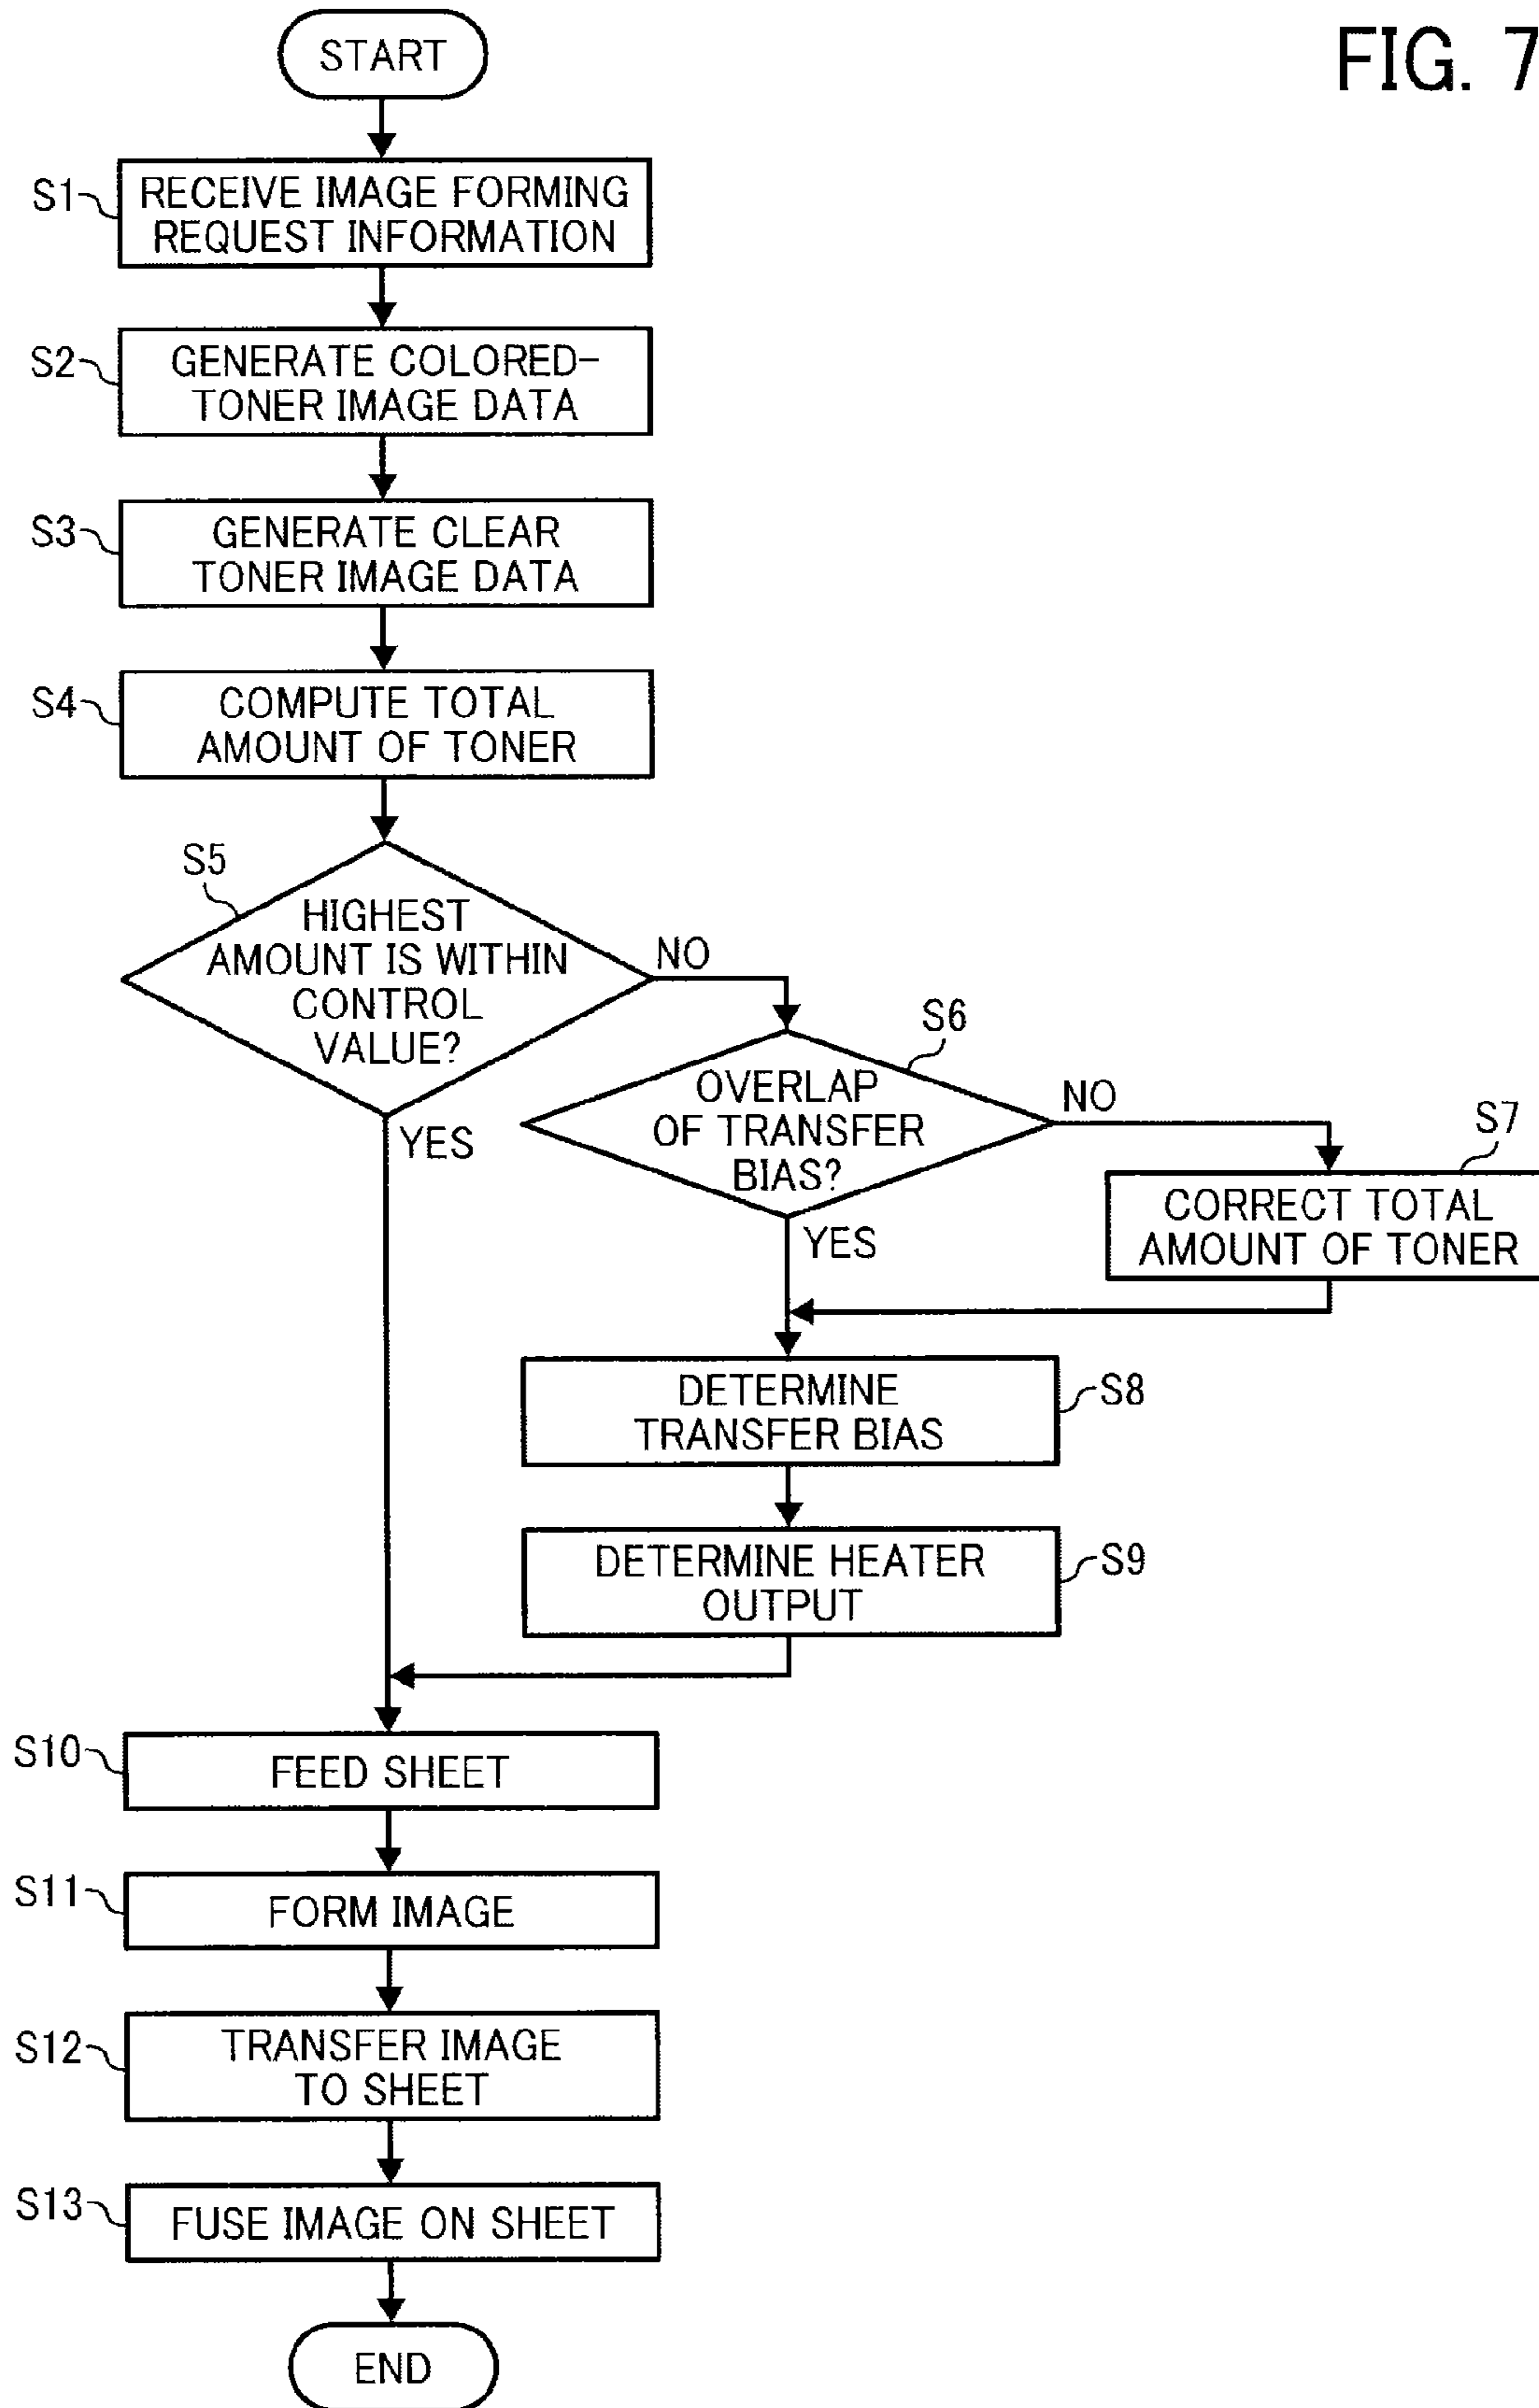 FIG. 7
START
S1
RECEIVE IMAGE FORMING
REQUEST INFORMATION
S2
GENERATE COLORED-
TONER IMAGE DATA
S3
GENERATE CLEAR
TONER IMAGE DATA
S4
COMPUTE TOTAL
AMOUNT OF TONER
S5
HIGHEST
AMOUNT IS WITHIN
CONTROL
VALUE?
NO
YES
S6
OVERLAP
OF TRANSFER
BIAS?
NO
YES
S7
CORRECT TOTAL
AMOUNT OF TONER
DETERMINE
TRANSFER BIAS
S8
DETERMINE HEATER
OUTPUT
S9
S10
FEED SHEET
S11
FORM IMAGE
S12
TRANSFER IMAGE
TO SHEET
S13
FUSE IMAGE ON SHEET
END